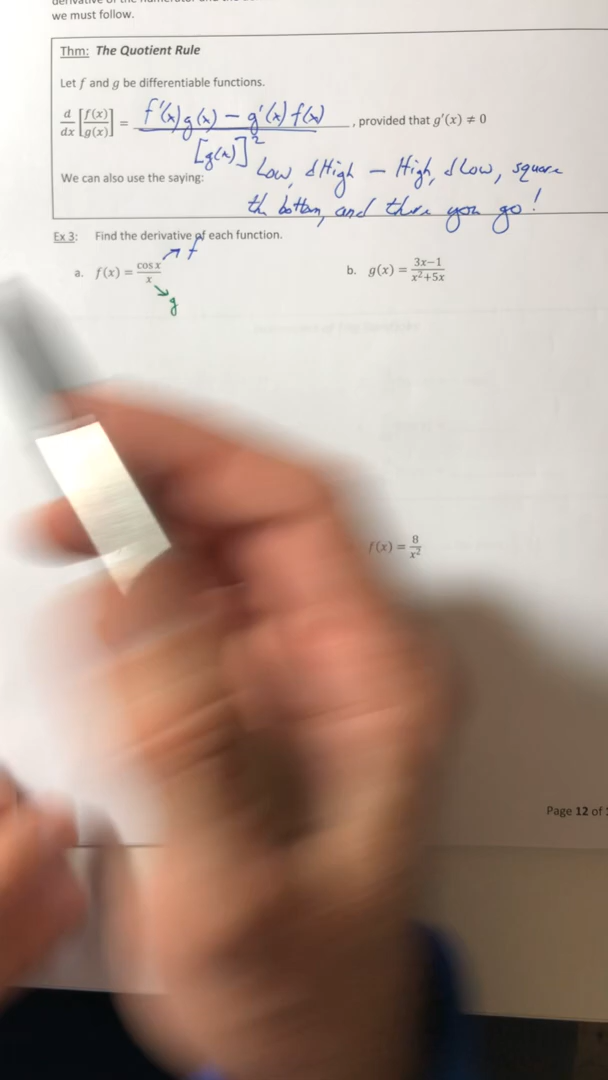 we must follow.
Thm: The Quotient Rule
Let f and g be differentiable functions.
d/dx [f(x)/g(x)] = f'(x)g(x) - g'(x)f(x) / [g(x)]² , provided that g'(x) ≠ 0
We can also use the saying: Low, dHigh - High, dLow, square
the bottom, and there you go!
Ex 3: Find the derivative of each function.
a. f(x) = cos x / x → f → g
b. g(x) = 3x-1 / x²+5x
f(x) = 8 / x²
Page 12 of